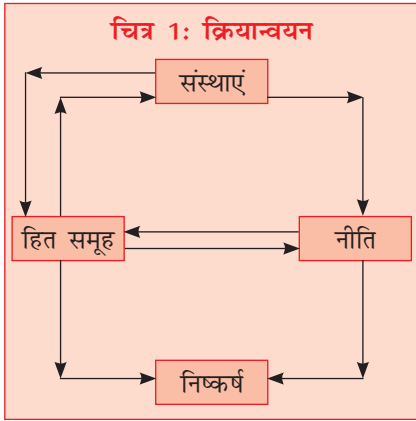 चित्र 1: क्रियान्वयन
संस्थाएं
हित समूह
नीति
निष्कर्ष